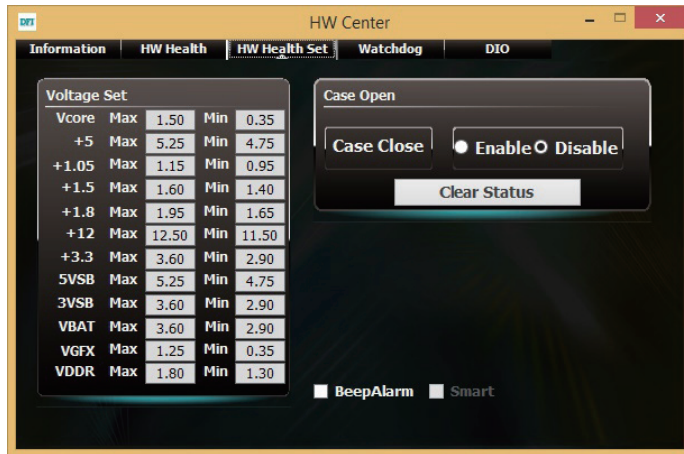 DFI
HW Center
Information HW Health HW Health Set Watchdog DIO
Voltage Set
Vcore Max 1.50 Min 0.35
+5 Max 5.25 Min 4.75
+1.05 Max 1.15 Min 0.95
+1.5 Max 1.60 Min 1.40
+1.8 Max 1.95 Min 1.65
+12 Max 12.50 Min 11.50
+3.3 Max 3.60 Min 2.90
5VSB Max 5.25 Min 4.75
3VSB Max 3.60 Min 2.90
VBAT Max 3.60 Min 2.90
VGFX Max 1.25 Min 0.35
VDDR Max 1.80 Min 1.30
Case Open
Case Close Enable Disable
Clear Status
BeepAlarm Smart